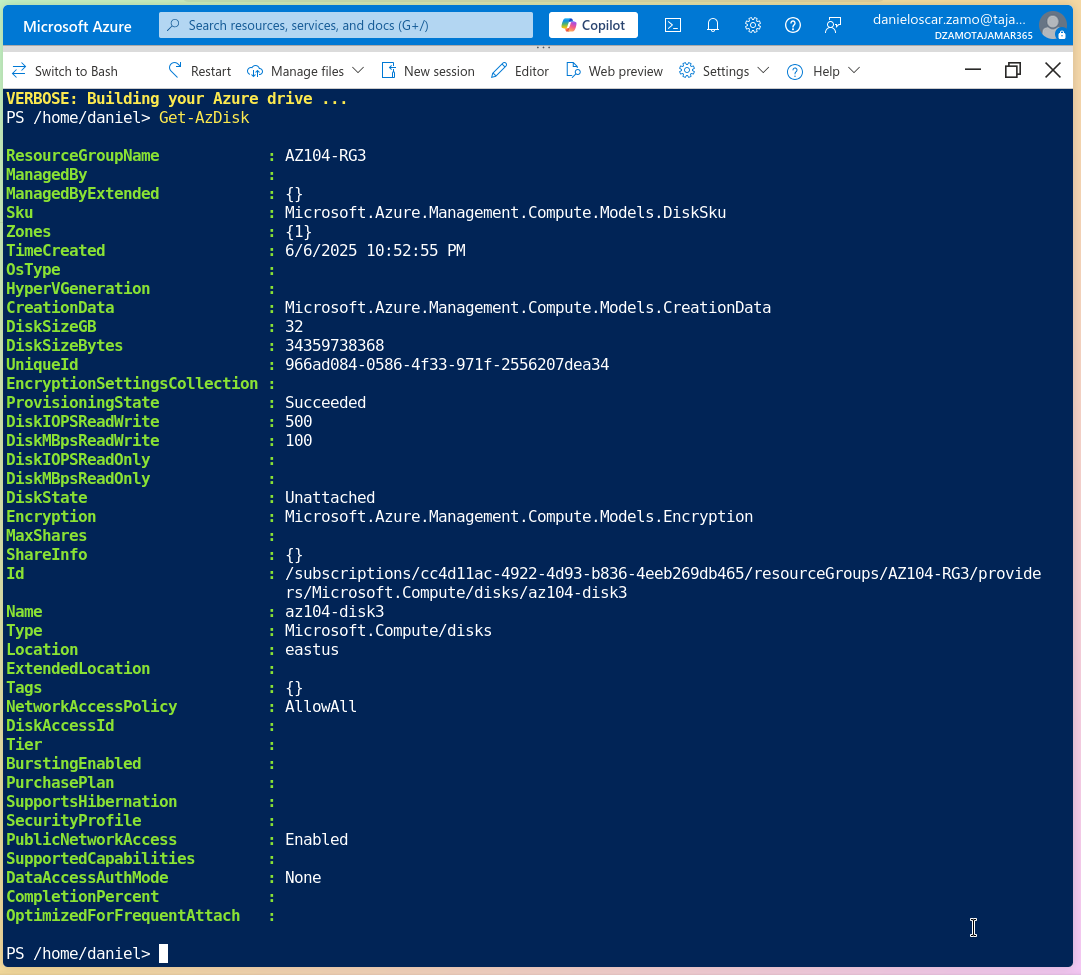 Microsoft Azure
Search resources, services, and docs (G+/)
Copilot
danieloscar.zamo@taja...
DZAMOTAJAMAR365
Switch to Bash
Restart
Manage files
New session
Editor
Web preview
Settings
Help
VERBOSE: Building your Azure drive ...
PS /home/daniel> Get-AzDisk
ResourceGroupName : AZ104-RG3
ManagedBy :
ManagedByExtended : {}
Sku : Microsoft.Azure.Management.Compute.Models.DiskSku
Zones : {1}
TimeCreated : 6/6/2025 10:52:55 PM
OsType :
HyperVGeneration :
CreationData : Microsoft.Azure.Management.Compute.Models.CreationData
DiskSizeGB : 32
DiskSizeBytes : 34359738368
UniqueId : 966ad084-0586-4f33-971f-2556207dea34
EncryptionSettingsCollection :
ProvisioningState : Succeeded
DiskIOPSReadWrite : 500
DiskMBpsReadWrite : 100
DiskIOPSReadOnly :
DiskMBpsReadOnly :
DiskState : Unattached
Encryption : Microsoft.Azure.Management.Compute.Models.Encryption
MaxShares :
ShareInfo : {}
Id : /subscriptions/cc4d11ac-4922-4d93-b836-4eeb269db465/resourceGroups/AZ104-RG3/provide
rs/Microsoft.Compute/disks/az104-disk3
Name : az104-disk3
Type : Microsoft.Compute/disks
Location : eastus
ExtendedLocation :
Tags : {}
NetworkAccessPolicy : AllowAll
DiskAccessId :
Tier :
BurstingEnabled :
PurchasePlan :
SupportsHibernation :
SecurityProfile :
PublicNetworkAccess : Enabled
SupportedCapabilities :
DataAccessAuthMode : None
CompletionPercent :
OptimizedForFrequentAttach :
PS /home/daniel>